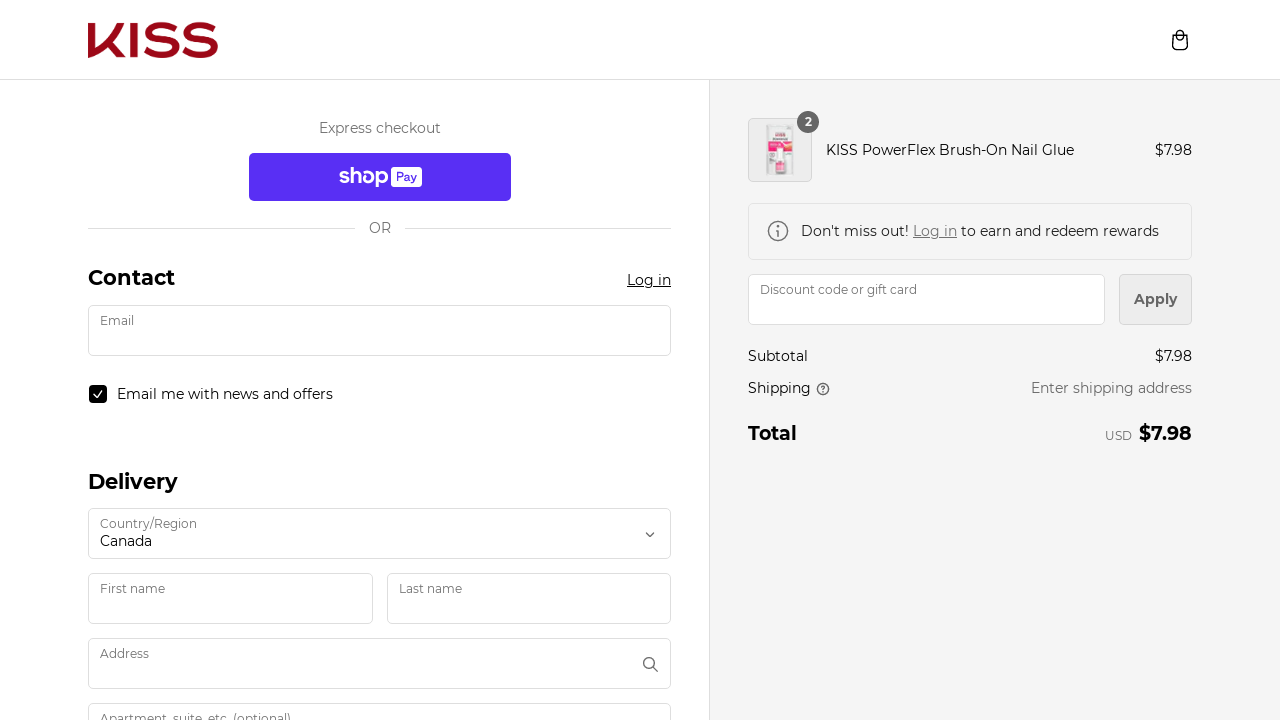 KISS
Express checkout
shop Pay
OR
Contact
Log in
Email
Email me with news and offers
Delivery
Country/Region
Canada
First name
Last name
Address
Apartment, suite, etc. (optional)
2
KISS PowerFlex Brush-On Nail Glue
$7.98
Don't miss out! Log in to earn and redeem rewards
Discount code or gift card
Apply
Subtotal
$7.98
Shipping
Enter shipping address
Total
USD $7.98